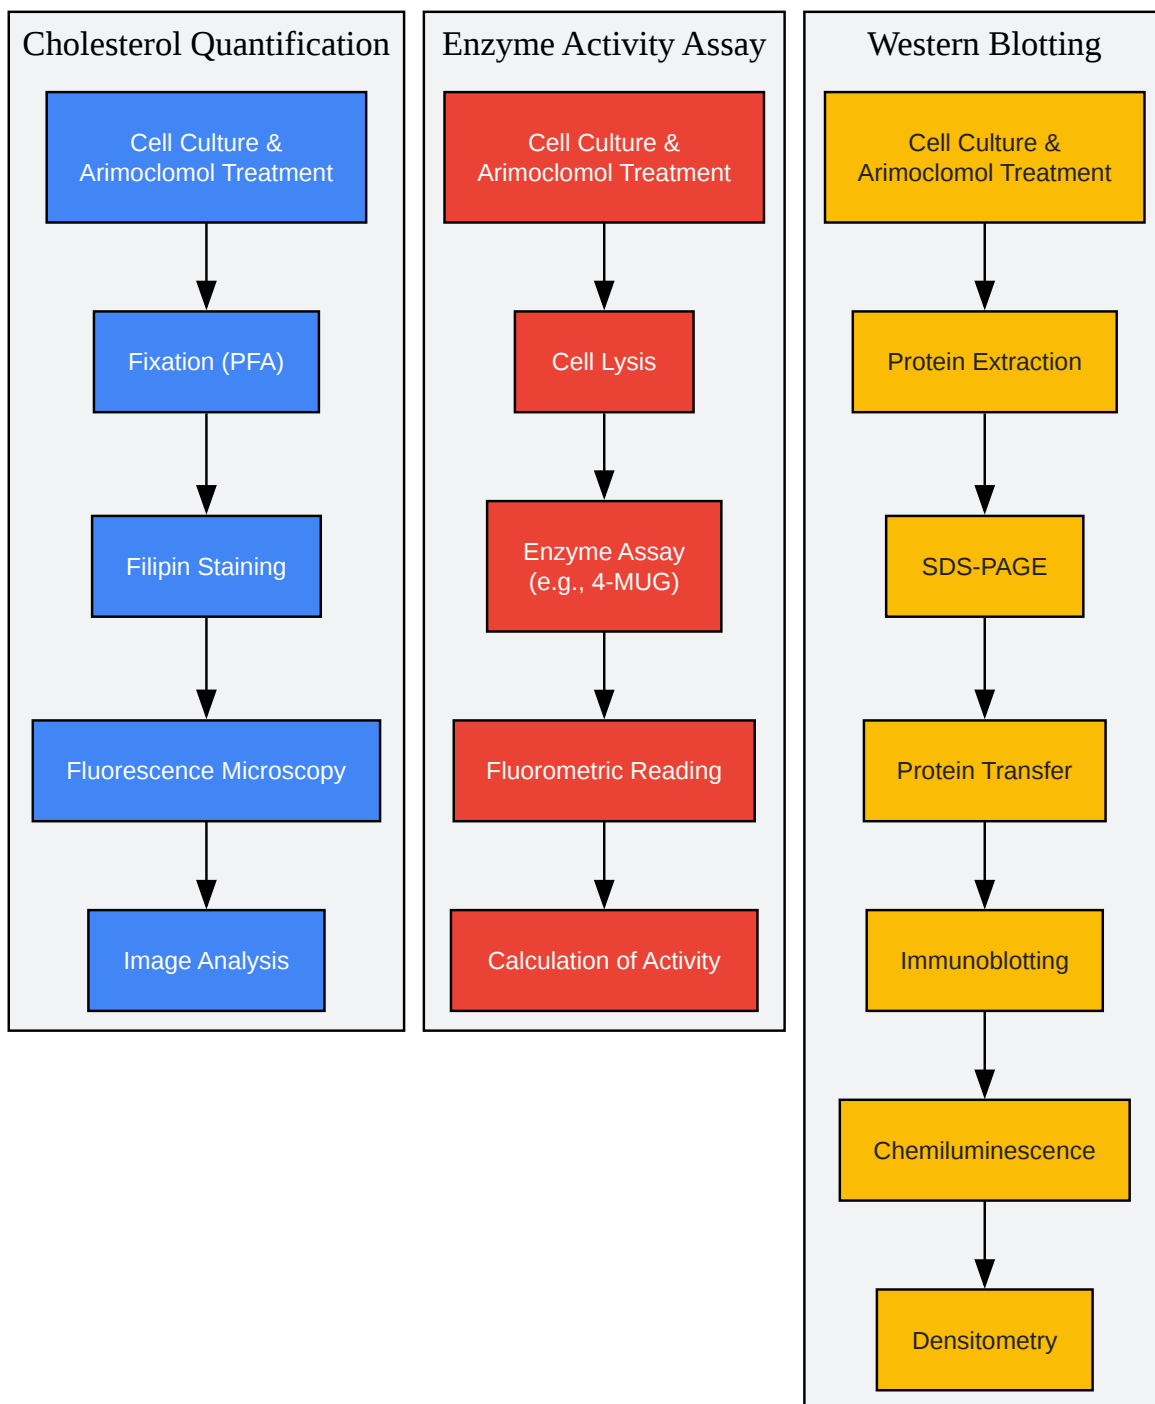 Cholesterol Quantification
Cell Culture &
Arimoclomol Treatment
Fixation (PFA)
Filipin Staining
Fluorescence Microscopy
Image Analysis
Enzyme Activity Assay
Cell Culture &
Arimoclomol Treatment
Cell Lysis
Enzyme Assay
(e.g., 4-MUG)
Fluorometric Reading
Calculation of Activity
Western Blotting
Cell Culture &
Arimoclomol Treatment
Protein Extraction
SDS-PAGE
Protein Transfer
Immunoblotting
Chemiluminescence
Densitometry